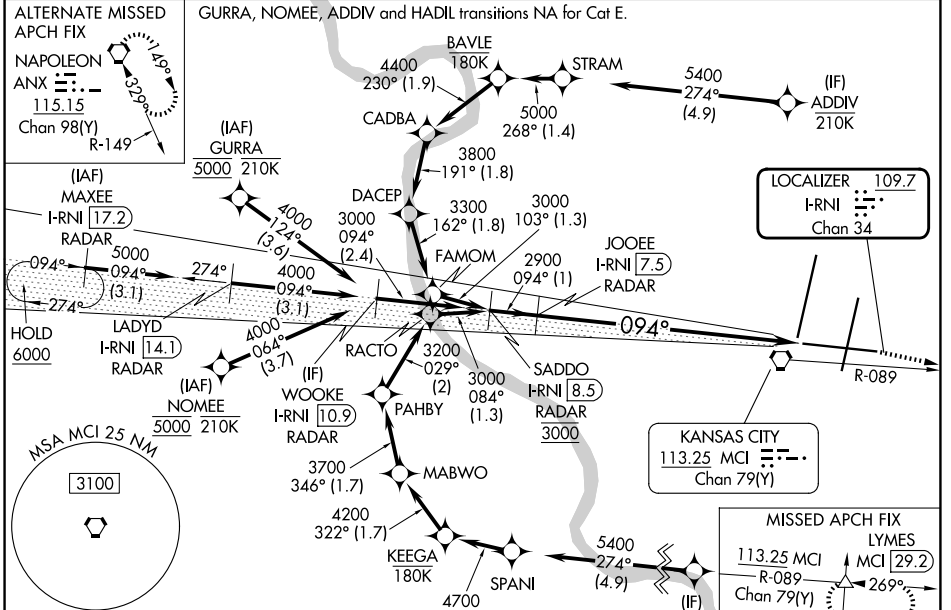 ALTERNATE MISSED
APCH FIX
NAPOLEON
ANX
115.15
Chan 98(Y)
149°
329°
R-149
GURRA, NOMEE, ADDIV and HADIL transitions NA for Cat E.
BAVLE
180K
STRAM
4400
230° (1.9)
5000
268° (1.4)
5400
274°
(4.9)
(IF)
ADDIV
210K
CADBA
3800
191° (1.8)
(IAF)
GURRA
5000 210K
4000
124°
(3.6)
DACEP
3300
162° (1.8)
3000
094°
(2.4)
3000
103° (1.3)
FAMOM
2900
094° (1)
JOOEE
I-RNI 7.5
RADAR
LOCALIZER 109.7
I-RNI
Chan 34
(IAF)
MAXEE
I-RNI 17.2
RADAR
094°
5000
094°
(3.1)
274°
4000
094°
(3.1)
094°
274°
HOLD
6000
LADYD
I-RNI 14.1
RADAR
4000
064°
(3.7)
(IAF)
NOMEE
5000 210K
(IF)
WOOKE
I-RNI 10.9
RADAR
RACTO
3200
029°
(2)
3000
084°
(1.3)
SADDO
I-RNI 8.5
RADAR
3000
R-089
PAHBY
KANSAS CITY
113.25 MCI
Chan 79(Y)
MSA MCI 25 NM
3100
3700
346° (1.7)
MABWO
4200
322° (1.7)
KEEGA
180K
4700
SPANI
5400
274°
(4.9)
(IF)
MISSED APCH FIX
LYMES
MCI 29.2
113.25 MCI
R-089
Chan 79(Y)
269°